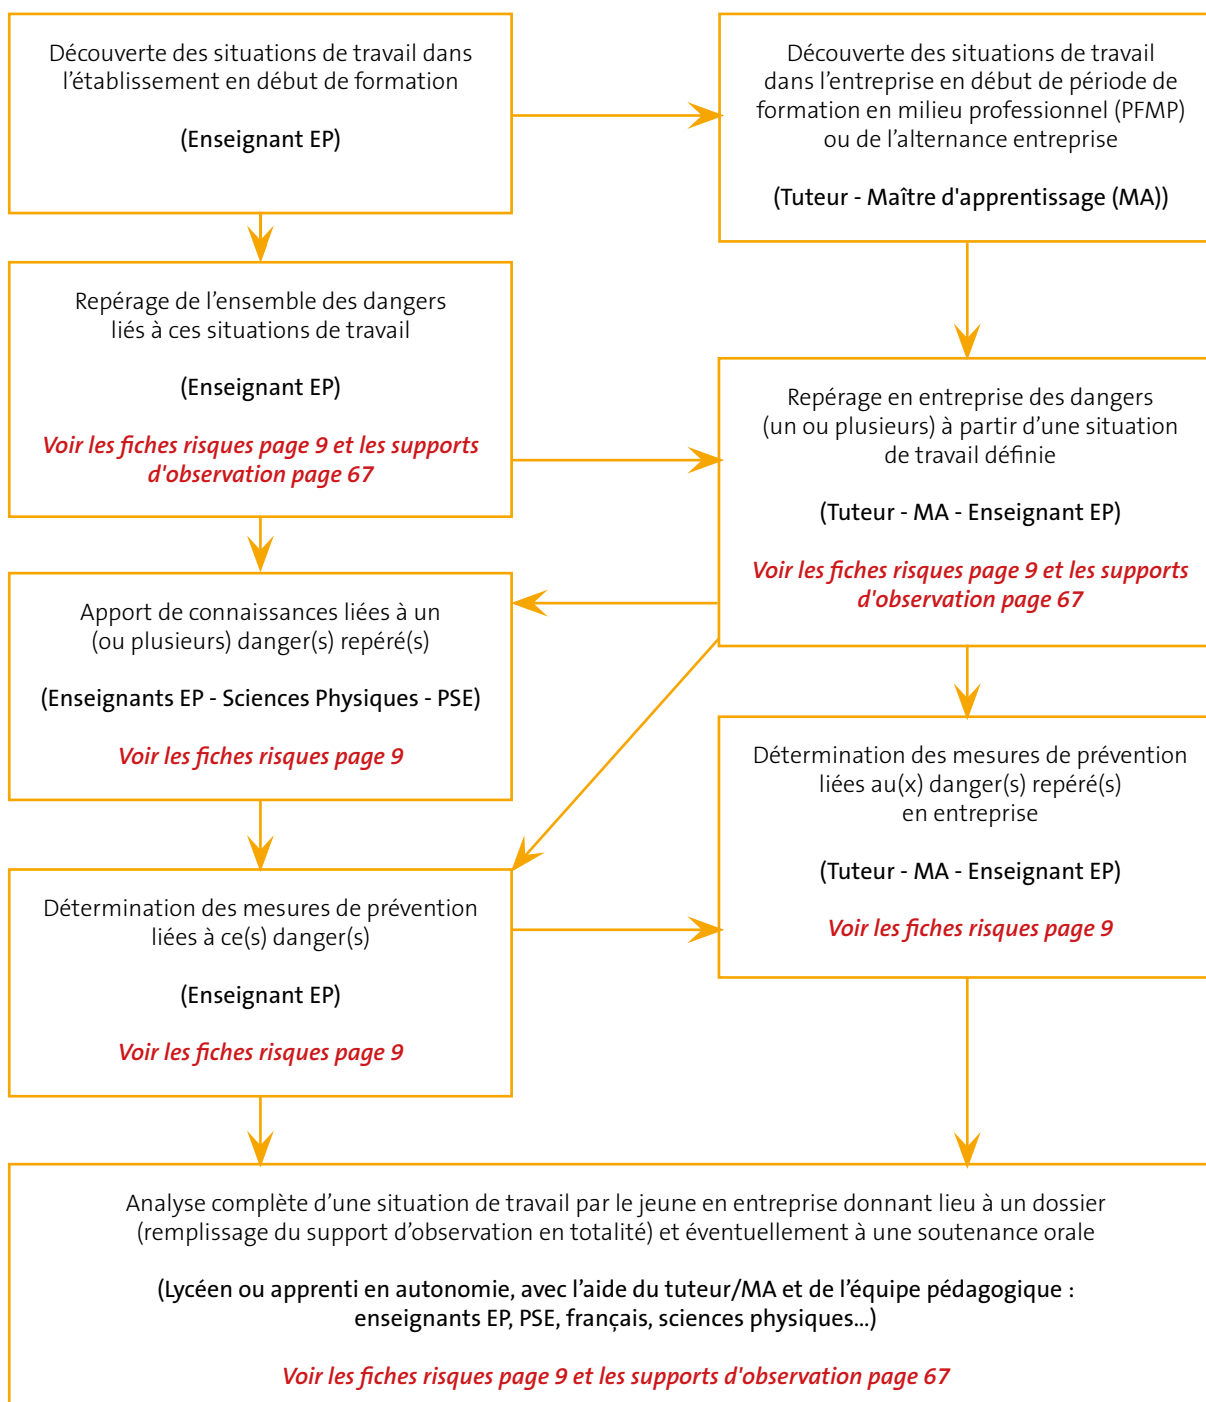 Découverte des situations de travail dans
l'établissement en début de formation
(Enseignant EP)
Découverte des situations de travail
dans l'entreprise en début de période de
formation en milieu professionnel (PFMP)
ou de l'alternance entreprise
(Tuteur - Maître d'apprentissage (MA))
Repérage de l'ensemble des dangers
liés à ces situations de travail
(Enseignant EP)
Voir les fiches risques page 9 et les supports
d'observation page 67
Repérage en entreprise des dangers
(un ou plusieurs) à partir d'une situation
de travail définie
(Tuteur - MA - Enseignant EP)
Voir les fiches risques page 9 et les supports
d'observation page 67
Apport de connaissances liées à un
(ou plusieurs) danger(s) repéré(s)
(Enseignants EP - Sciences Physiques - PSE)
Voir les fiches risques page 9
Détermination des mesures de prévention
liées au(x) danger(s) repéré(s)
en entreprise
(Tuteur - MA - Enseignant EP)
Voir les fiches risques page 9
Détermination des mesures de prévention
liées à ce(s) danger(s)
(Enseignant EP)
Voir les fiches risques page 9
Analyse complète d'une situation de travail par le jeune en entreprise donnant lieu à un dossier
(remplissage du support d'observation en totalité) et éventuellement à une soutenance orale
(Lycéen ou apprenti en autonomie, avec l'aide du tuteur/MA et de l'équipe pédagogique :
enseignants EP, PSE, français, sciences physiques...)
Voir les fiches risques page 9 et les supports d'observation page 67